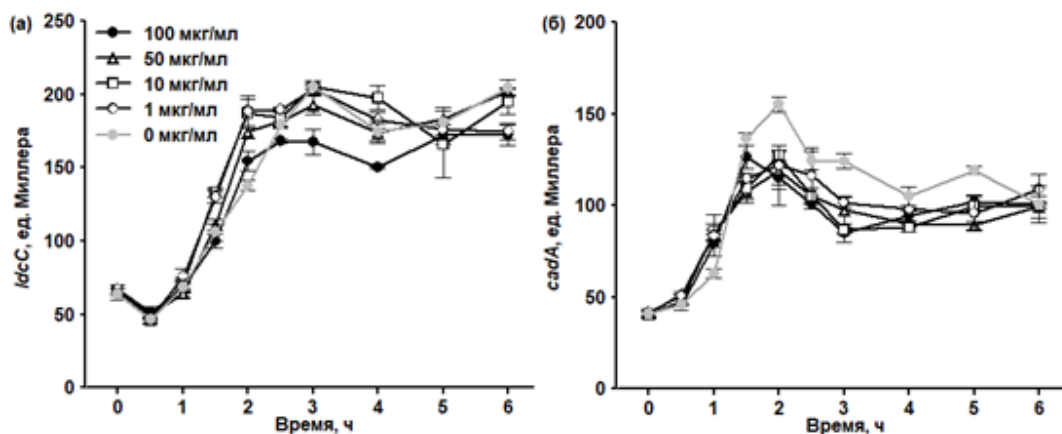 (а)
ldcC, ед. Миллера
250
200
150
100
50
0
100 мкг/мл
50 мкг/мл
10 мкг/мл
1 мкг/мл
0 мкг/мл
0 1 2 3 4 5 6
Время, ч
(б)
cadA, ед. Миллера
200
150
100
50
0
0 1 2 3 4 5 6
Время, ч